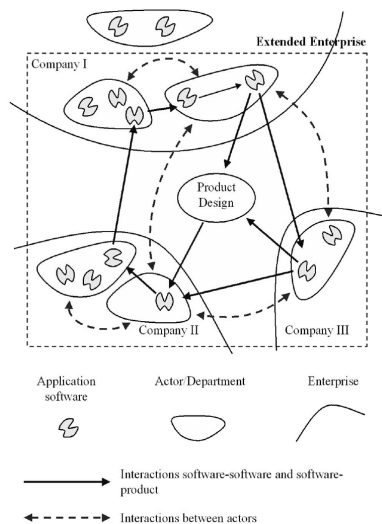 Extended Enterprise
Company I
Product
Design
Company II
Company III
Application
software
Actor/Department
Enterprise
Interactions software-software and software-
product
Interactions between actors